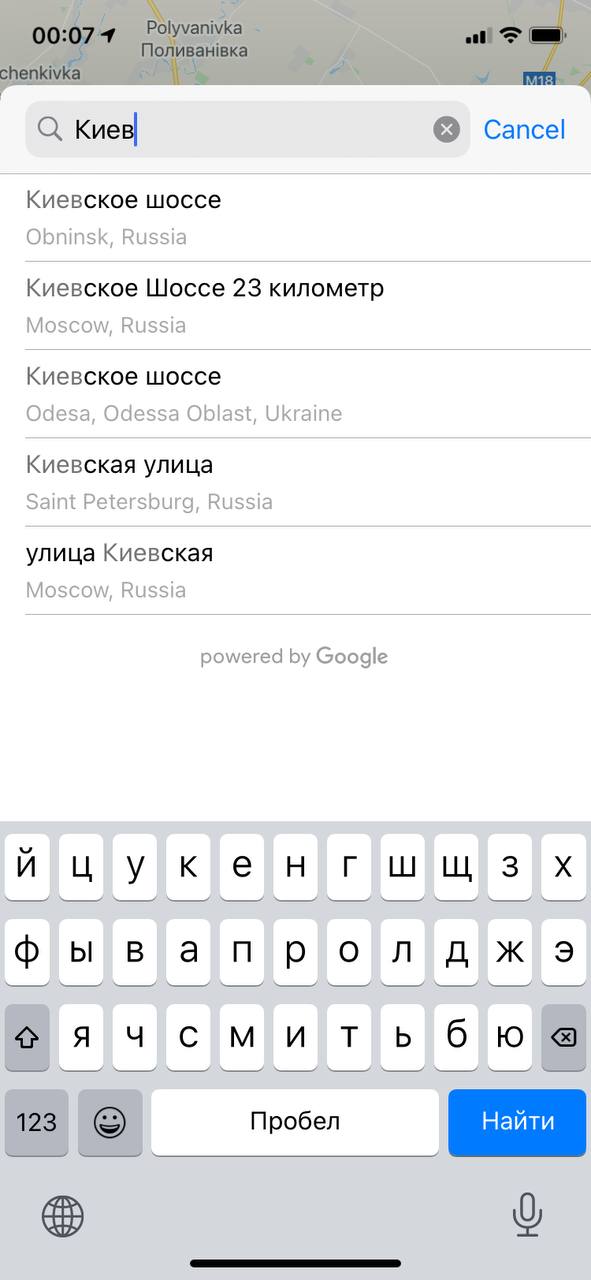 00:07
Polyvanivka
Поливанівка
chenkivka
M18
Киев
Cancel
Киевское шоссе
Obninsk, Russia
Киевское Шоссе 23 километр
Moscow, Russia
Киевское шоссе
Odesa, Odessa Oblast, Ukraine
Киевская улица
Saint Petersburg, Russia
улица Киевская
Moscow, Russia
powered by Google
й ц у к е н г ш щ з х
ф ы в а п р о л д ж э
я ч с м и т ь б ю
123 Пробел Найти